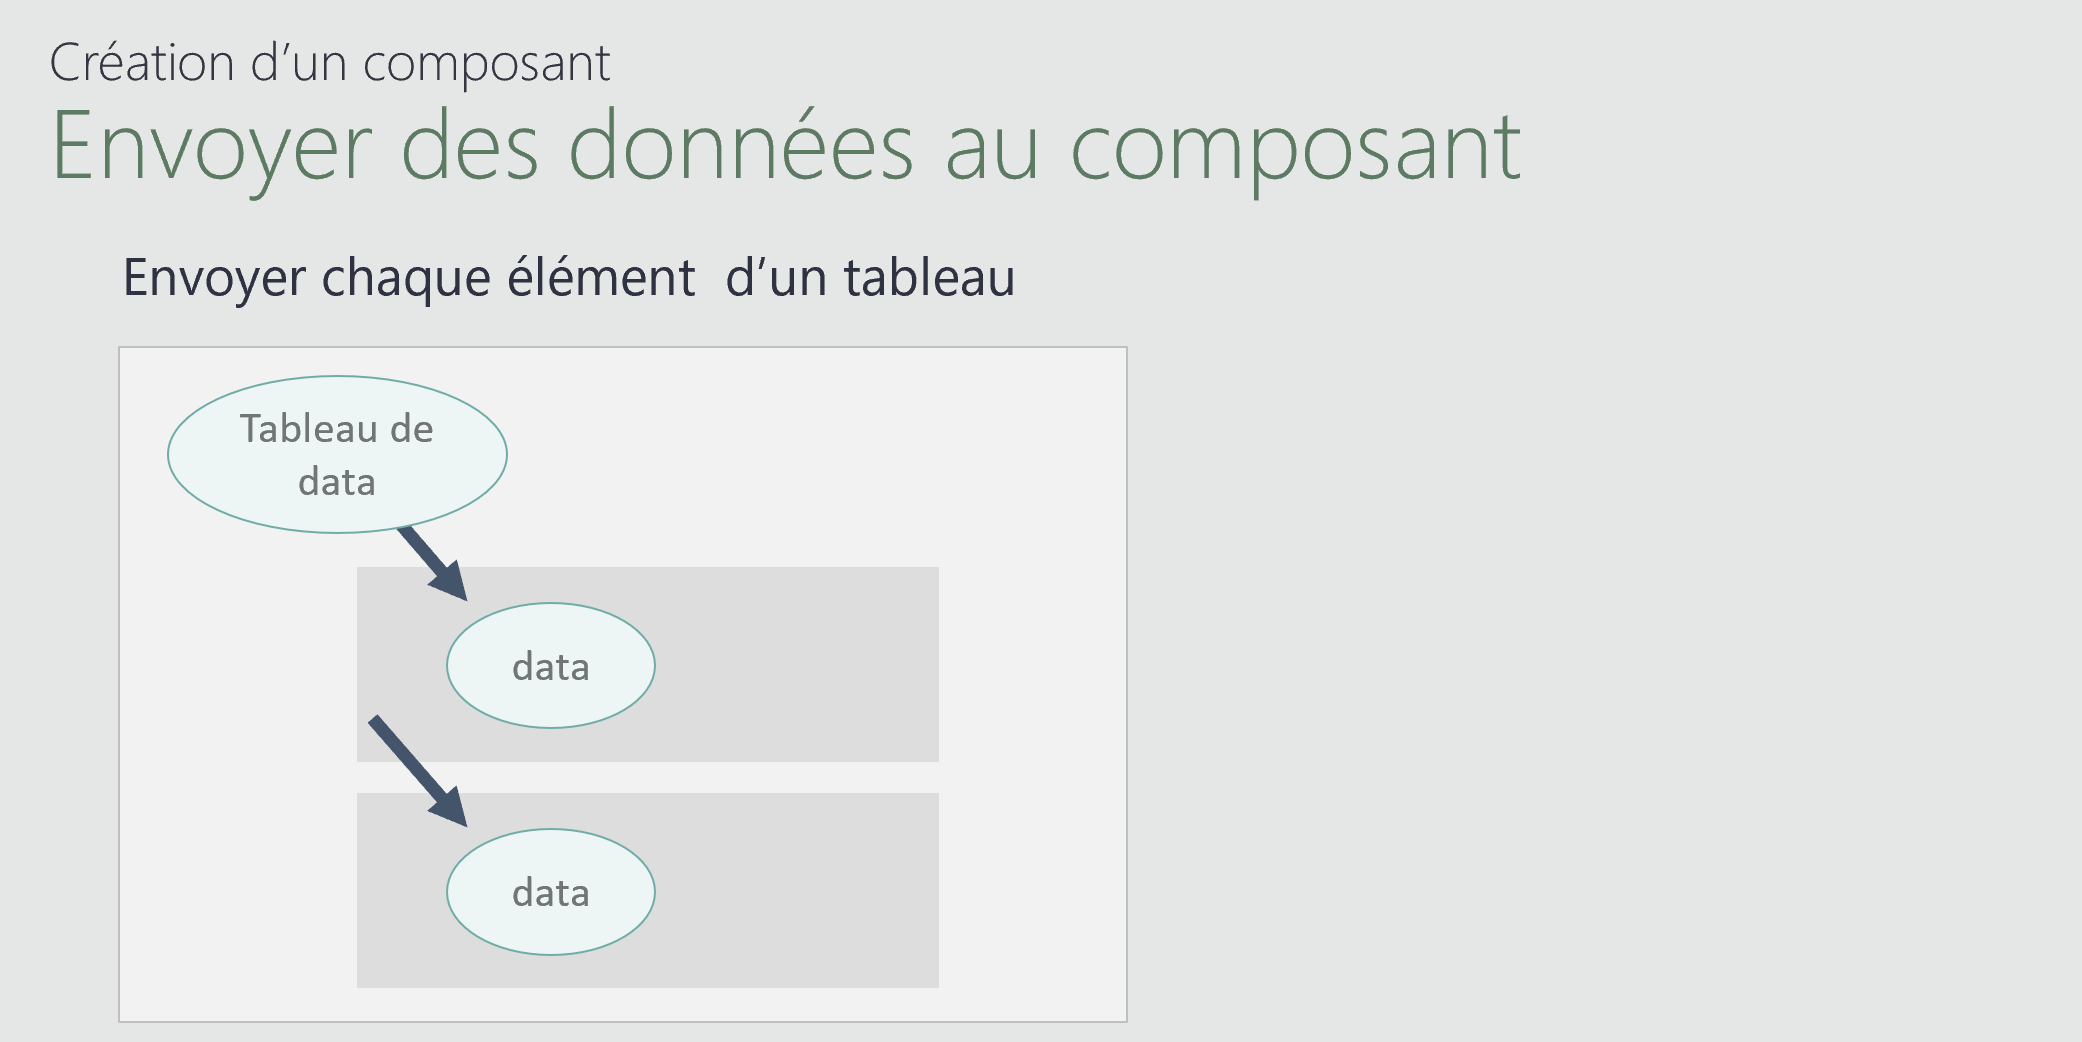 Création d’un composant
Envoyer des données au composant
Envoyer chaque élément  d’un tableau
Tableau de
data
data
data